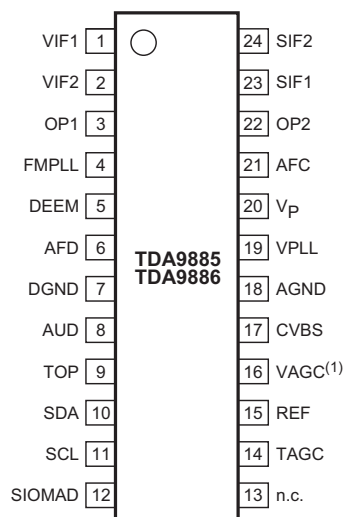 VIF1 1 24 SIF2
VIF2 2 23 SIF1
OP1 3 22 OP2
FMPLL 4 21 AFC
DEEM 5 20 VP
AFD 6 19 VPLL
TDA9885
TDA9886
DGND 7 18 AGND
AUD 8 17 CVBS
TOP 9 16 VAGC(1)
SDA 10 15 REF
SCL 11 14 TAGC
SIOMAD 12 13 n.c.